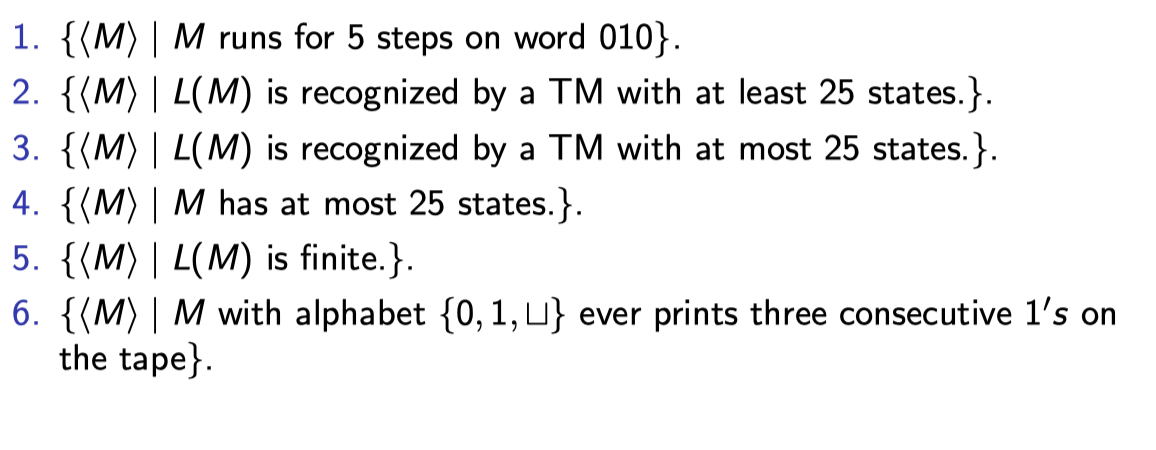 1. {⟨M⟩ | M runs for 5 steps on word 010}.
2. {⟨M⟩ | L(M) is recognized by a TM with at least 25 states.}.
3. {⟨M⟩ | L(M) is recognized by a TM with at most 25 states.}.
4. {⟨M⟩ | M has at most 25 states.}.
5. {⟨M⟩ | L(M) is finite.}.
6. {⟨M⟩ | M with alphabet {0, 1, ⊔} ever prints three consecutive 1's on
the tape}.